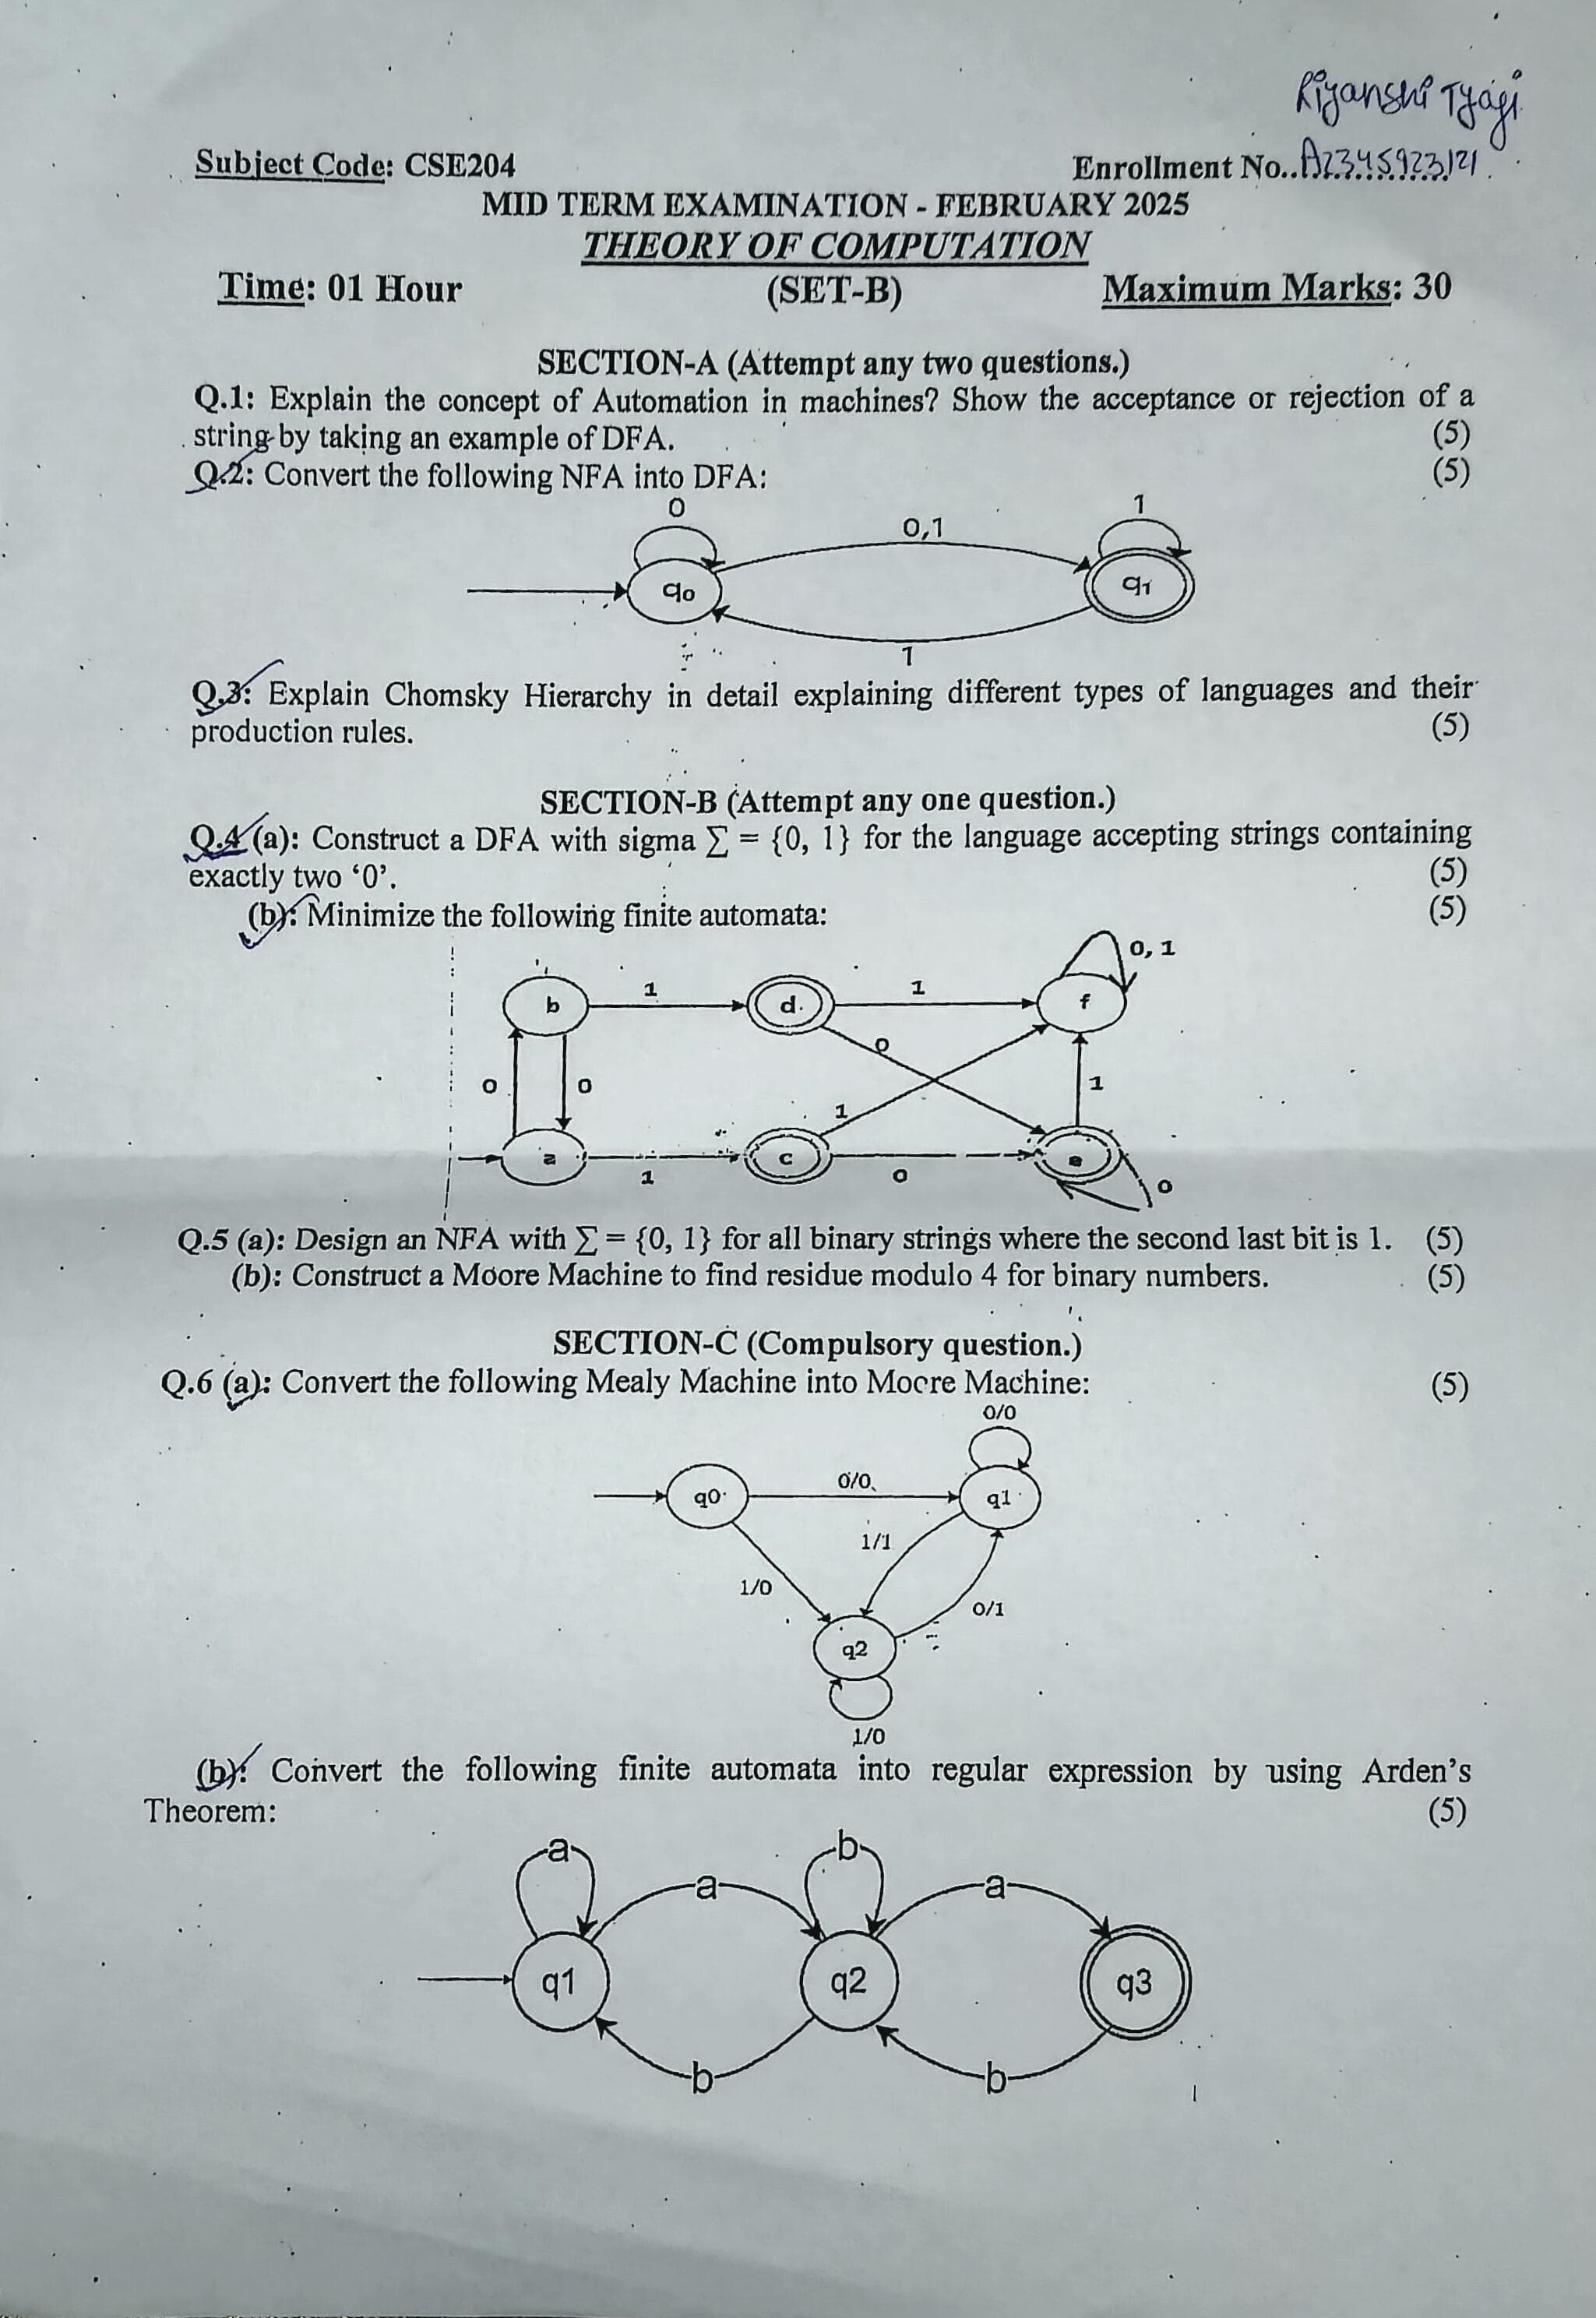 Riyanshi Tyagi
Subject Code: CSE204 Enrollment No..A2345923121
MID TERM EXAMINATION - FEBRUARY 2025
THEORY OF COMPUTATION
Time: 01 Hour (SET-B) Maximum Marks: 30
SECTION-A (Attempt any two questions.)
Q.1: Explain the concept of Automation in machines? Show the acceptance or rejection of a
string by taking an example of DFA. (5)
Q.2: Convert the following NFA into DFA: (5)
0 1
0,1
q0 q1
1
Q.3: Explain Chomsky Hierarchy in detail explaining different types of languages and their
production rules. (5)
SECTION-B (Attempt any one question.)
Q.4 (a): Construct a DFA with sigma ∑ = {0, 1} for the language accepting strings containing
exactly two ‘0’. (5)
(b): Minimize the following finite automata: (5)
0, 1
b 1 d 1 f
0
0 0 1
1
a c e
1 0 0
Q.5 (a): Design an NFA with ∑ = {0, 1} for all binary strings where the second last bit is 1. (5)
(b): Construct a Moore Machine to find residue modulo 4 for binary numbers. (5)
SECTION-C (Compulsory question.)
Q.6 (a): Convert the following Mealy Machine into Moore Machine: (5)
0/0
0/0
q0 q1
1/1
1/0
0/1
q2
1/0
(b): Convert the following finite automata into regular expression by using Arden’s
Theorem: (5)
a b
a a
q1 q2 q3
b b